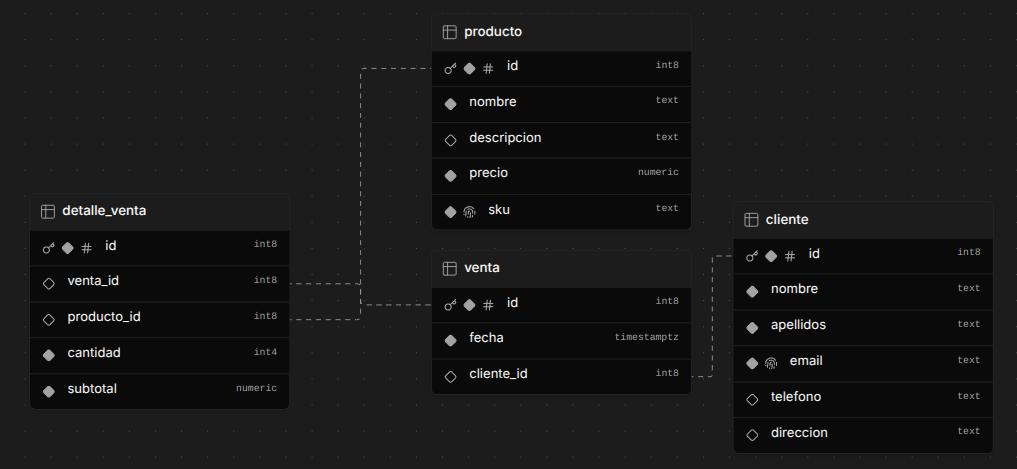 producto
id int8
nombre text
descripcion text
precio numeric
sku text
detalle_venta
id int8
venta_id int8
producto_id int8
cantidad int4
subtotal numeric
venta
id int8
fecha timestamptz
cliente_id int8
cliente
id int8
nombre text
apellidos text
email text
telefono text
direccion text